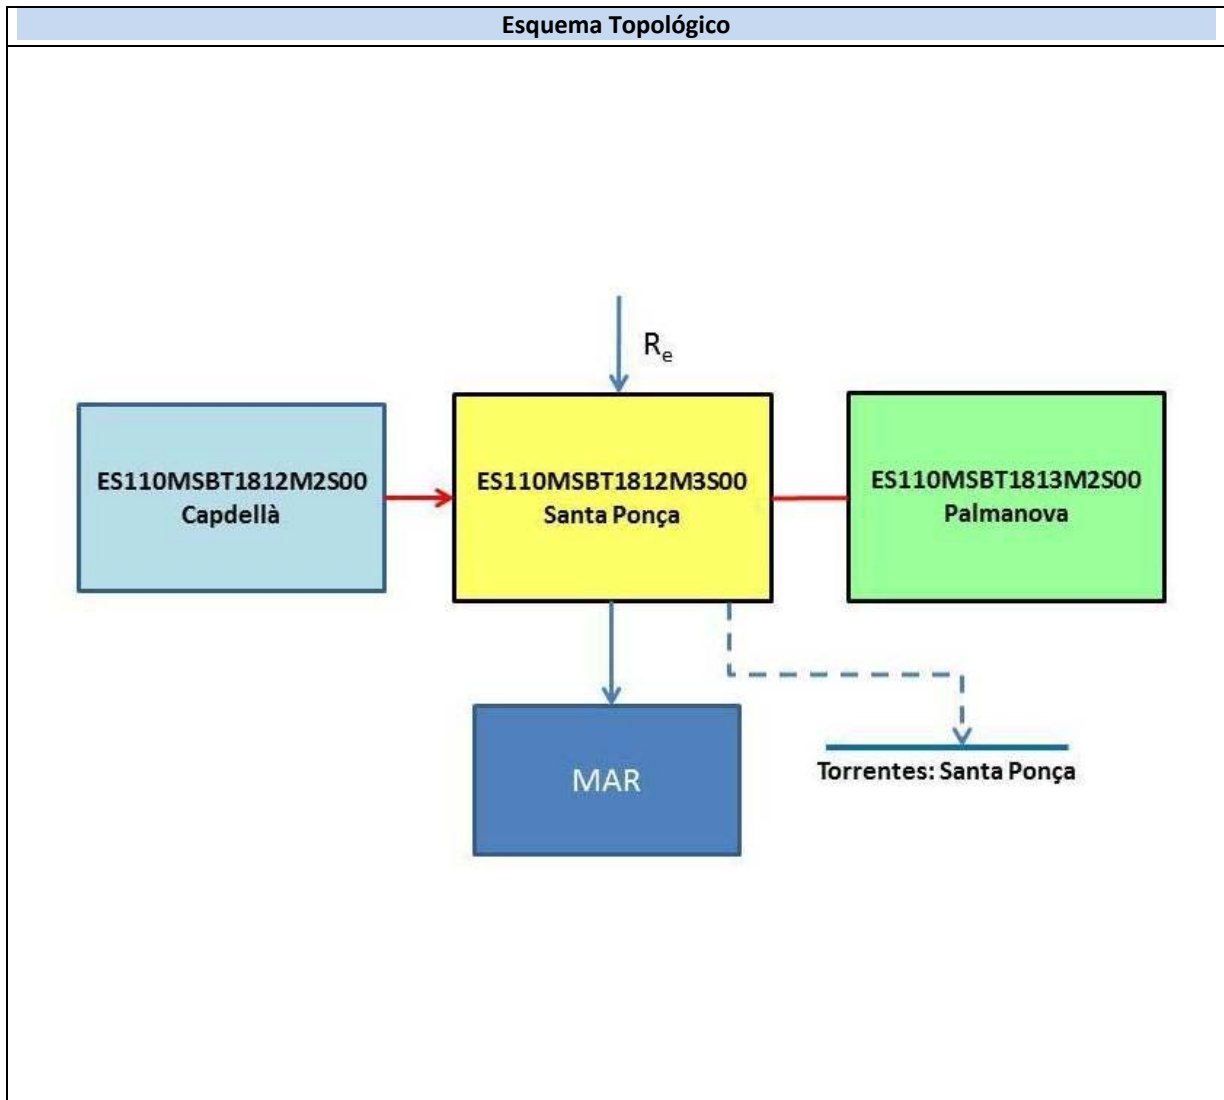 Esquema Topológico
Re
ES110MSBT1812M2S00
Capdellà
ES110MSBT1812M3S00
Santa Ponça
ES110MSBT1813M2S00
Palmanova
MAR
Torrentes: Santa Ponça